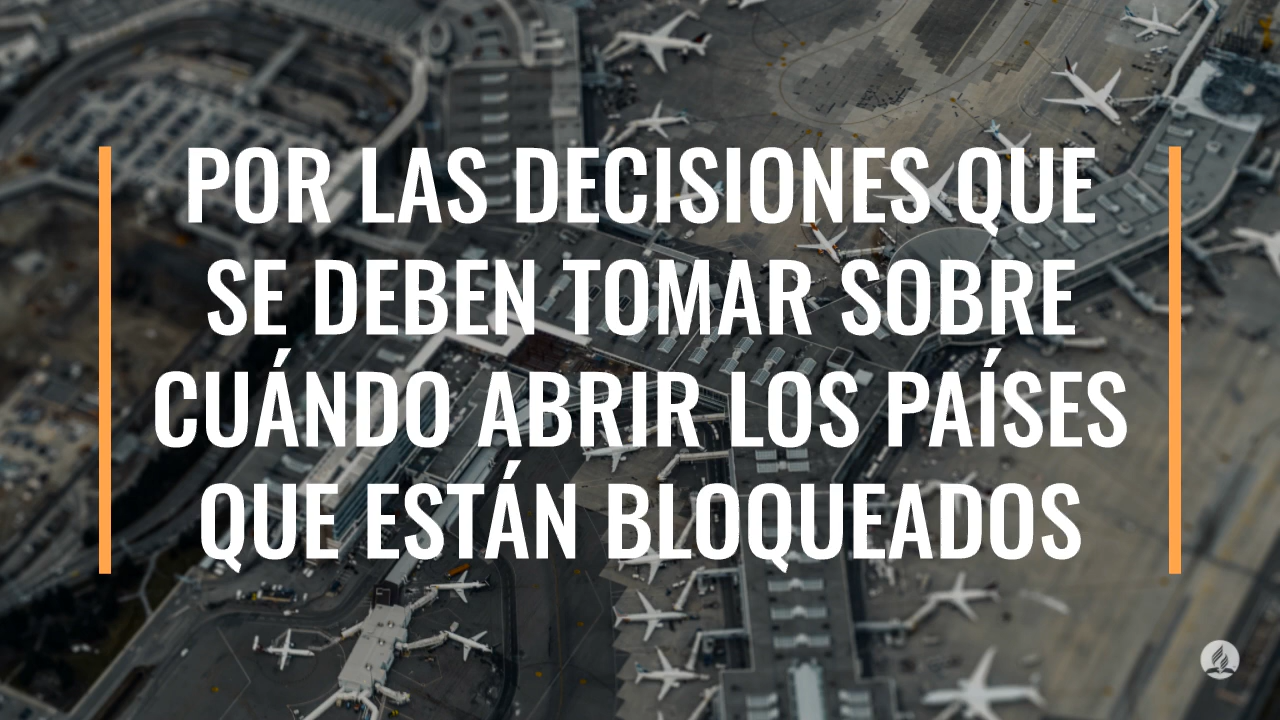 POR LAS DECISIONES QUE
SE DEBEN TOMAR SOBRE
CUÁNDO ABRIR LOS PAÍSES
QUE ESTÁN BLOQUEADOS